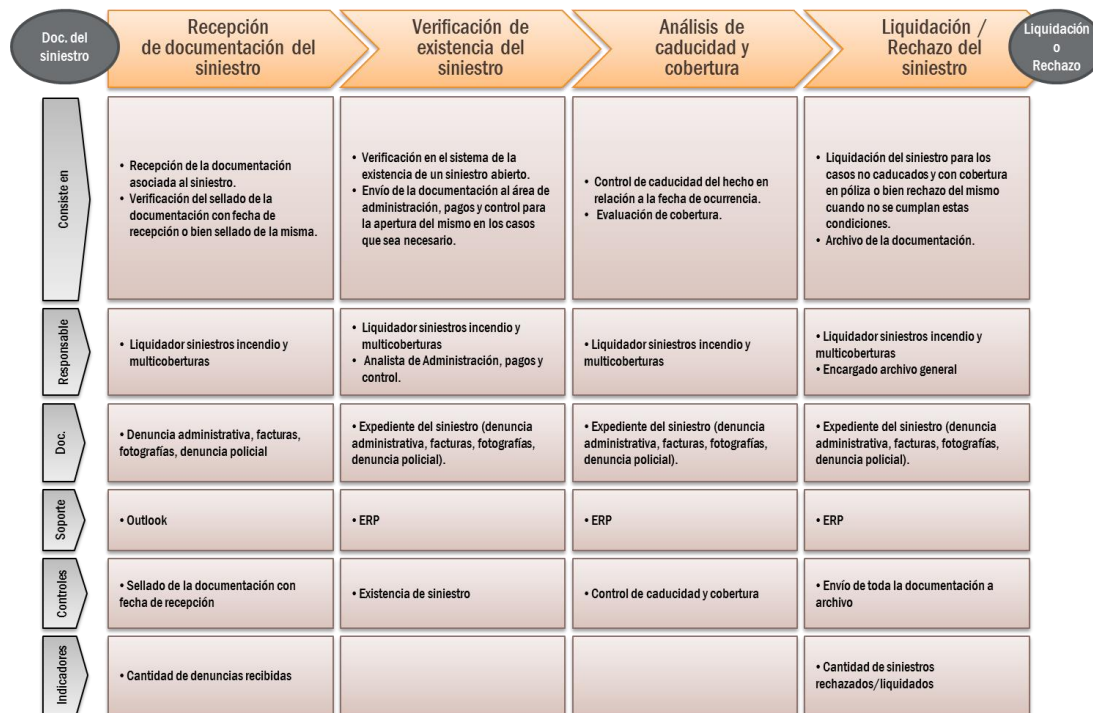 Doc. del
siniestro
Recepción
de documentación del
siniestro
Verificación de
existencia del
siniestro
Análisis de
caducidad y
cobertura
Liquidación /
Rechazo del
siniestro
Liquidación
o
Rechazo
Consiste en
• Recepción de la documentación
asociada al siniestro.
• Verificación del sellado de la
documentación con fecha de
recepción o bien sellado de la misma.
• Verificación en el sistema de la
existencia de un siniestro abierto.
• Envío de la documentación al área de
administración, pagos y control para
la apertura del mismo en los casos
que sea necesario.
• Control de caducidad del hecho en
relación a la fecha de ocurrencia.
• Evaluación de cobertura.
• Liquidación del siniestro para los
casos no caducados y con cobertura
en póliza o bien rechazo del mismo
cuando no se cumplan estas
condiciones.
• Archivo de la documentación.
Responsable
• Liquidador siniestros incendio y
multicoberturas
• Liquidador siniestros incendio y
multicoberturas
• Analista de Administración, pagos y
control.
• Liquidador siniestros incendio y
multicoberturas
• Liquidador siniestros incendio y
multicoberturas
• Encargado archivo general
Doc.
• Denuncia administrativa, facturas,
fotografías, denuncia policial
• Expediente del siniestro (denuncia
administrativa, facturas, fotografías,
denuncia policial).
• Expediente del siniestro (denuncia
administrativa, facturas, fotografías,
denuncia policial).
• Expediente del siniestro (denuncia
administrativa, facturas, fotografías,
denuncia policial).
Soporte
• Outlook
• ERP
• ERP
• ERP
Controles
• Sellado de la documentación con
fecha de recepción
• Existencia de siniestro
• Control de caducidad y cobertura
• Envío de toda la documentación a
archivo
Indicadores
• Cantidad de denuncias recibidas
• Cantidad de siniestros
rechazados/liquidados